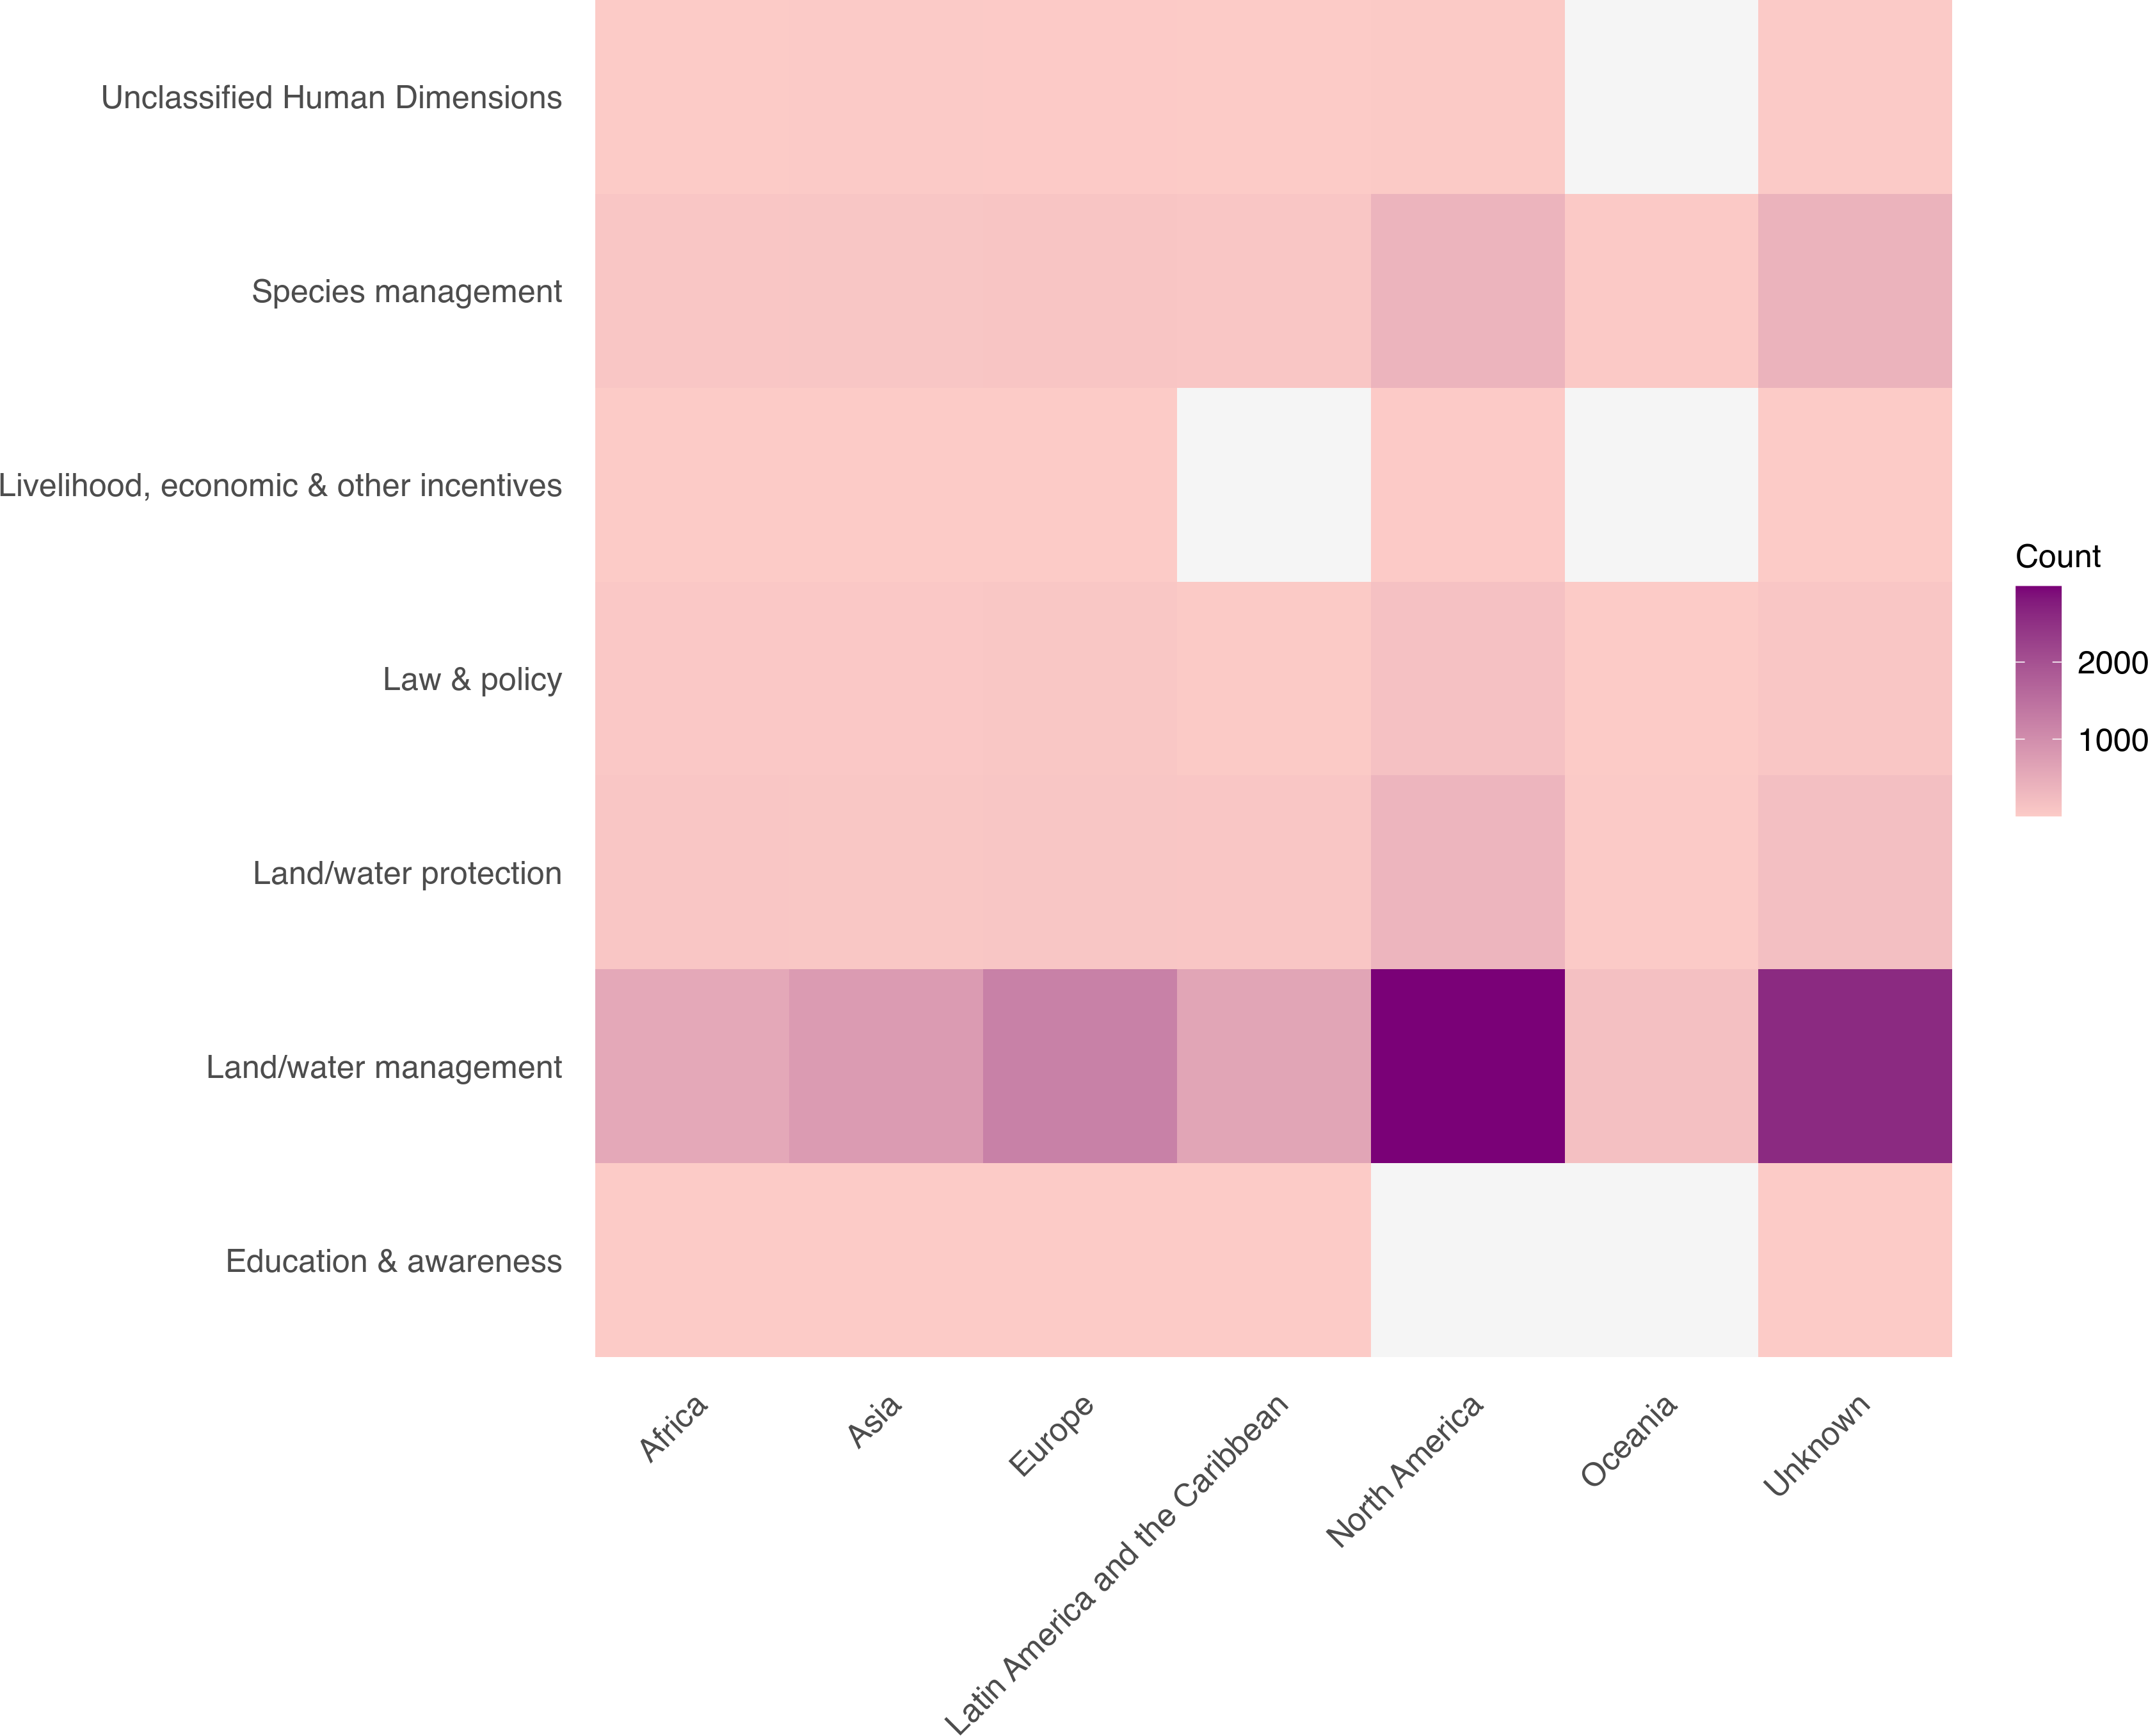 Unclassified Human Dimensions
Species management
Livelihood, economic & other incentives
Law & policy
Land/water protection
Land/water management
Education & awareness
Africa
Asia
Europe
Latin America and the Caribbean
North America
Oceania
Unknown
Count
2000
1000